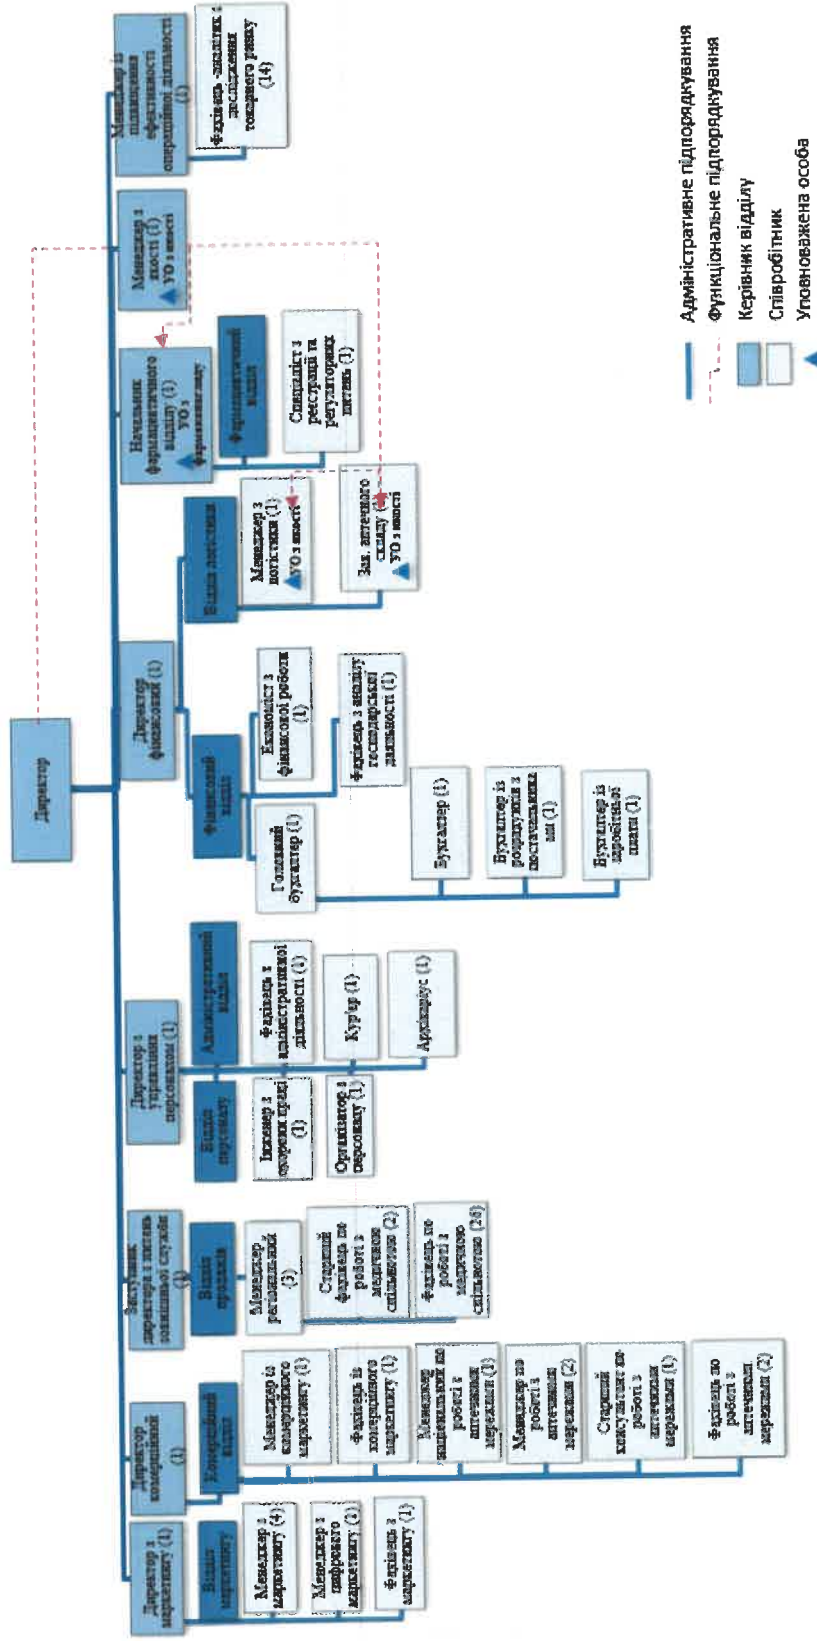 Директор
Директор з
маркетингу (1)
Відділ
маркетингу
Менеджер з
маркетингу (4)
Менеджер з
цифрового
маркетингу (1)
Фахівець з
маркетингу (1)
Директор
комерційний
(1)
Комерційний
відділ
Менеджер із
комерційного
маркетингу (1)
Фахівець із
комерційного
маркетингу (1)
Менеджер
національних по
роботі з
аптечними
мережами (1)
Менеджер по
роботі з
аптечними
мережами (2)
Старший
консультант по
роботі з
аптечними
мережами (1)
Фахівець по
роботі з
аптечними
мережами (2)
Заступник
директора з питань
зовнішньої служби
(1)
Відділ
продажів
Менеджер
регіональний
(3)
Старший
фахівець по
роботі з
медичною
спільнотою (2)
Фахівець по
роботі з
медичною
спільнотою (26)
Директор з
управління
персоналом (1)
Відділ
персоналу
Інженер з
охорони праці
(1)
Організатор з
персоналу (1)
Адміністративний
відділ
Фахівець з
адміністративної
діяльності (1)
Кур'єр (1)
Архіваріус (1)
Директор
фінансовий (1)
Фінансовий
відділ
Головний
бухгалтер (1)
Бухгалтер (1)
Бухгалтер із
розрахунків з
постачальника
ми (1)
Бухгалтер із
заробітної
плати (1)
Економіст з
фінансової роботи
(1)
Фахівець з аналізу
господарської
діяльності (1)
Відділ логістики
Менеджер з
логістики (1)
УО з якості
Зав. аптечного
складу
УО з якості
Начальник
фармацевтичного
відділу (1)
УО з
фармаконагляду
Фармацевтичний
відділ
Спеціаліст з
реєстрації та
регуляторних
питань (1)
Менеджер з
якості (1)
УО з якості
Менеджер із
підвищення
ефективності
операційної діяльності
(1)
Фахівець -аналітик з
дослідження
товарного ринку
(14)
Адміністративне підпорядкування
Функціональне підпорядкування
Керівник відділу
Співробітник
Уповноважена особа